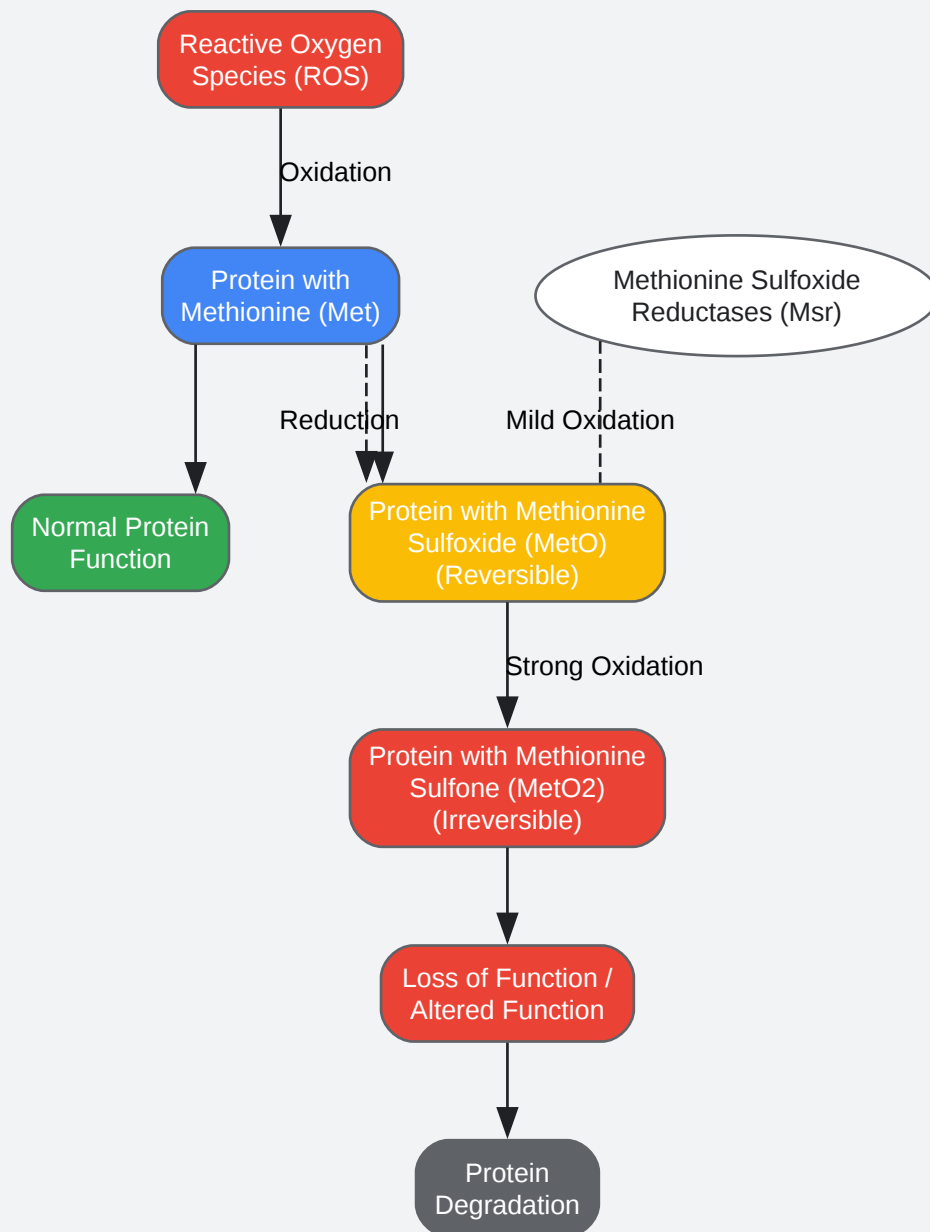 Reactive Oxygen
Species (ROS)
Oxidation
Protein with
Methionine (Met)
Methionine Sulfoxide
Reductases (Msr)
Reduction
Mild Oxidation
Normal Protein
Function
Protein with Methionine
Sulfoxide (MetO)
(Reversible)
Strong Oxidation
Protein with Methionine
Sulfone (MetO2)
(Irreversible)
Loss of Function /
Altered Function
Protein
Degradation